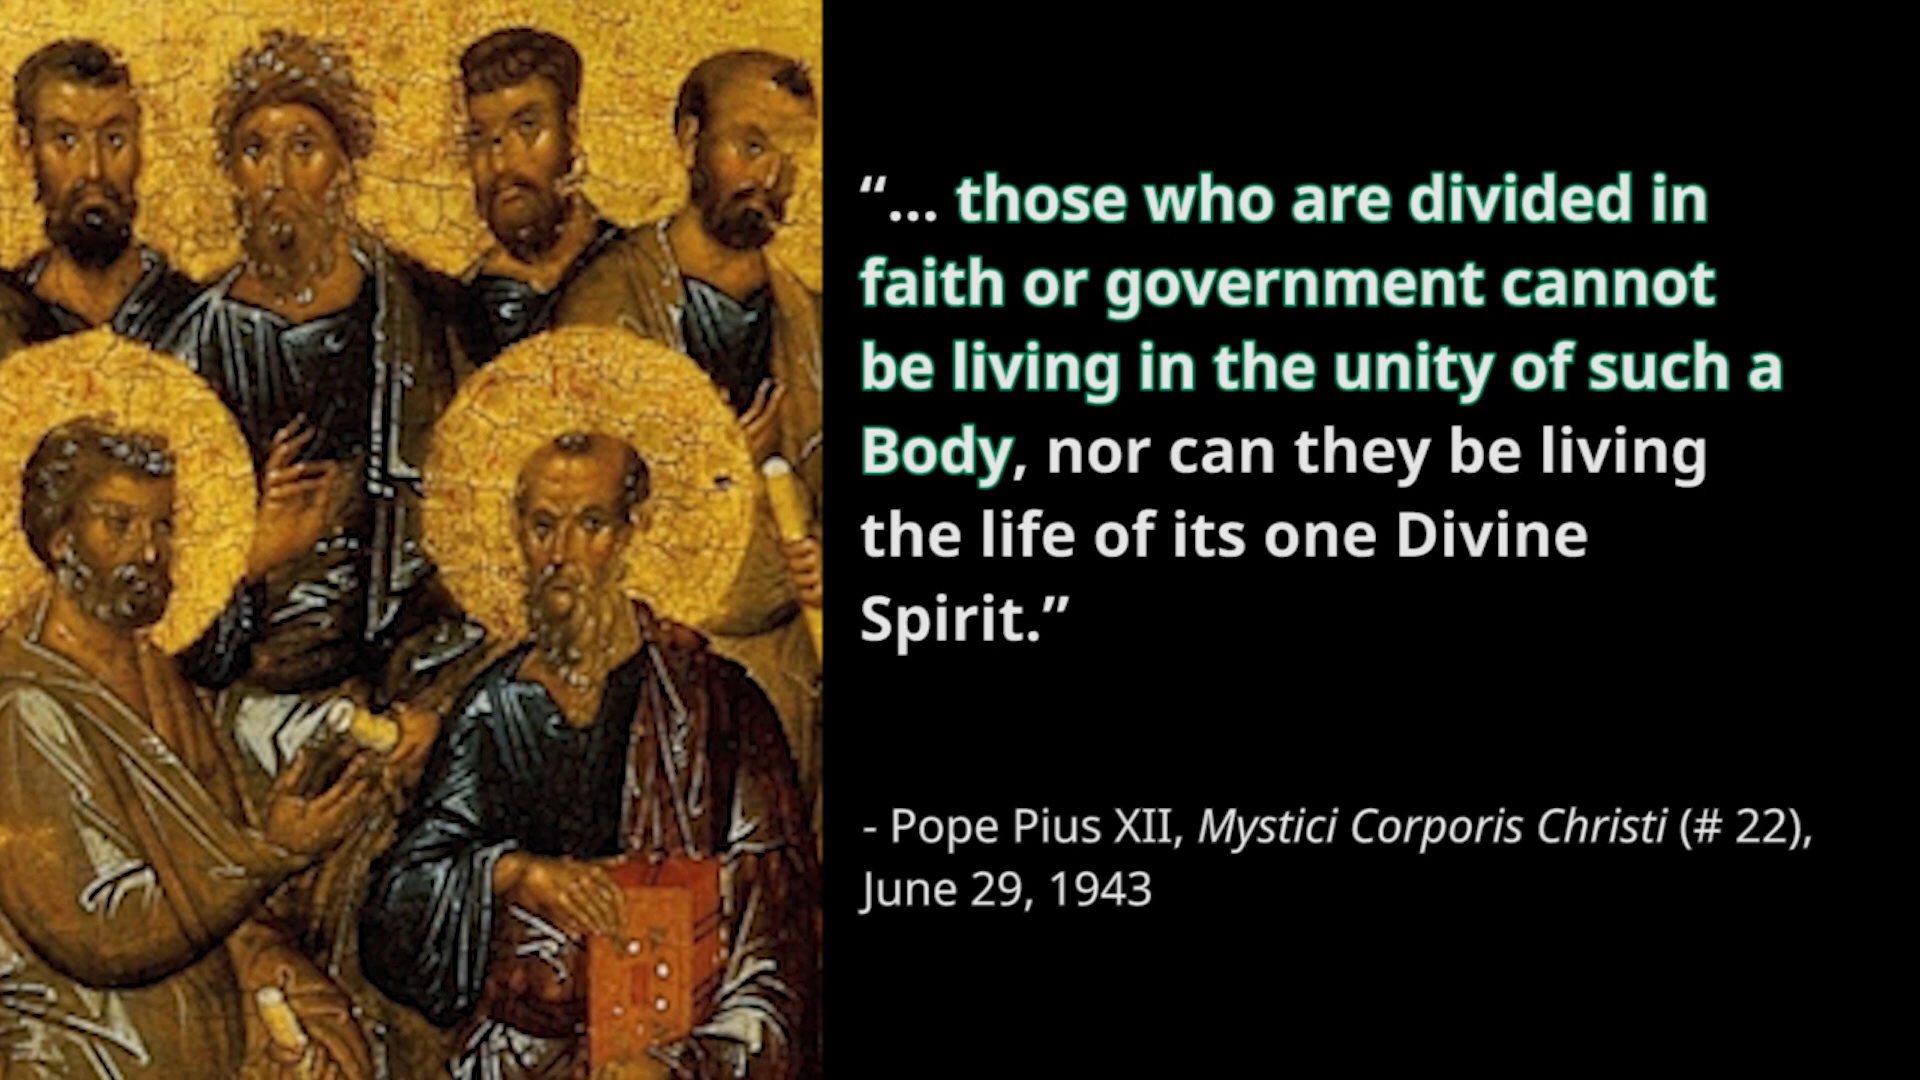 “... those who are divided in
faith or government cannot
be living in the unity of such a
Body, nor can they be living
the life of its one Divine
Spirit.”
- Pope Pius XII, Mystici Corporis Christi (# 22),
June 29, 1943